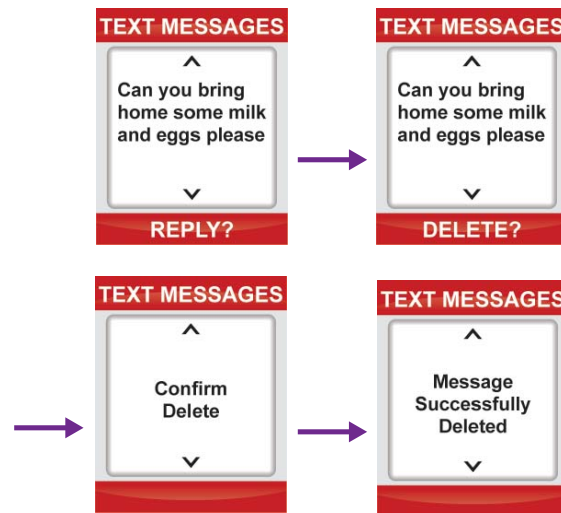 TEXT MESSAGES
Can you bring
home some milk
and eggs please
REPLY?
TEXT MESSAGES
Can you bring
home some milk
and eggs please
DELETE?
TEXT MESSAGES
Confirm
Delete
TEXT MESSAGES
Message
Successfully
Deleted